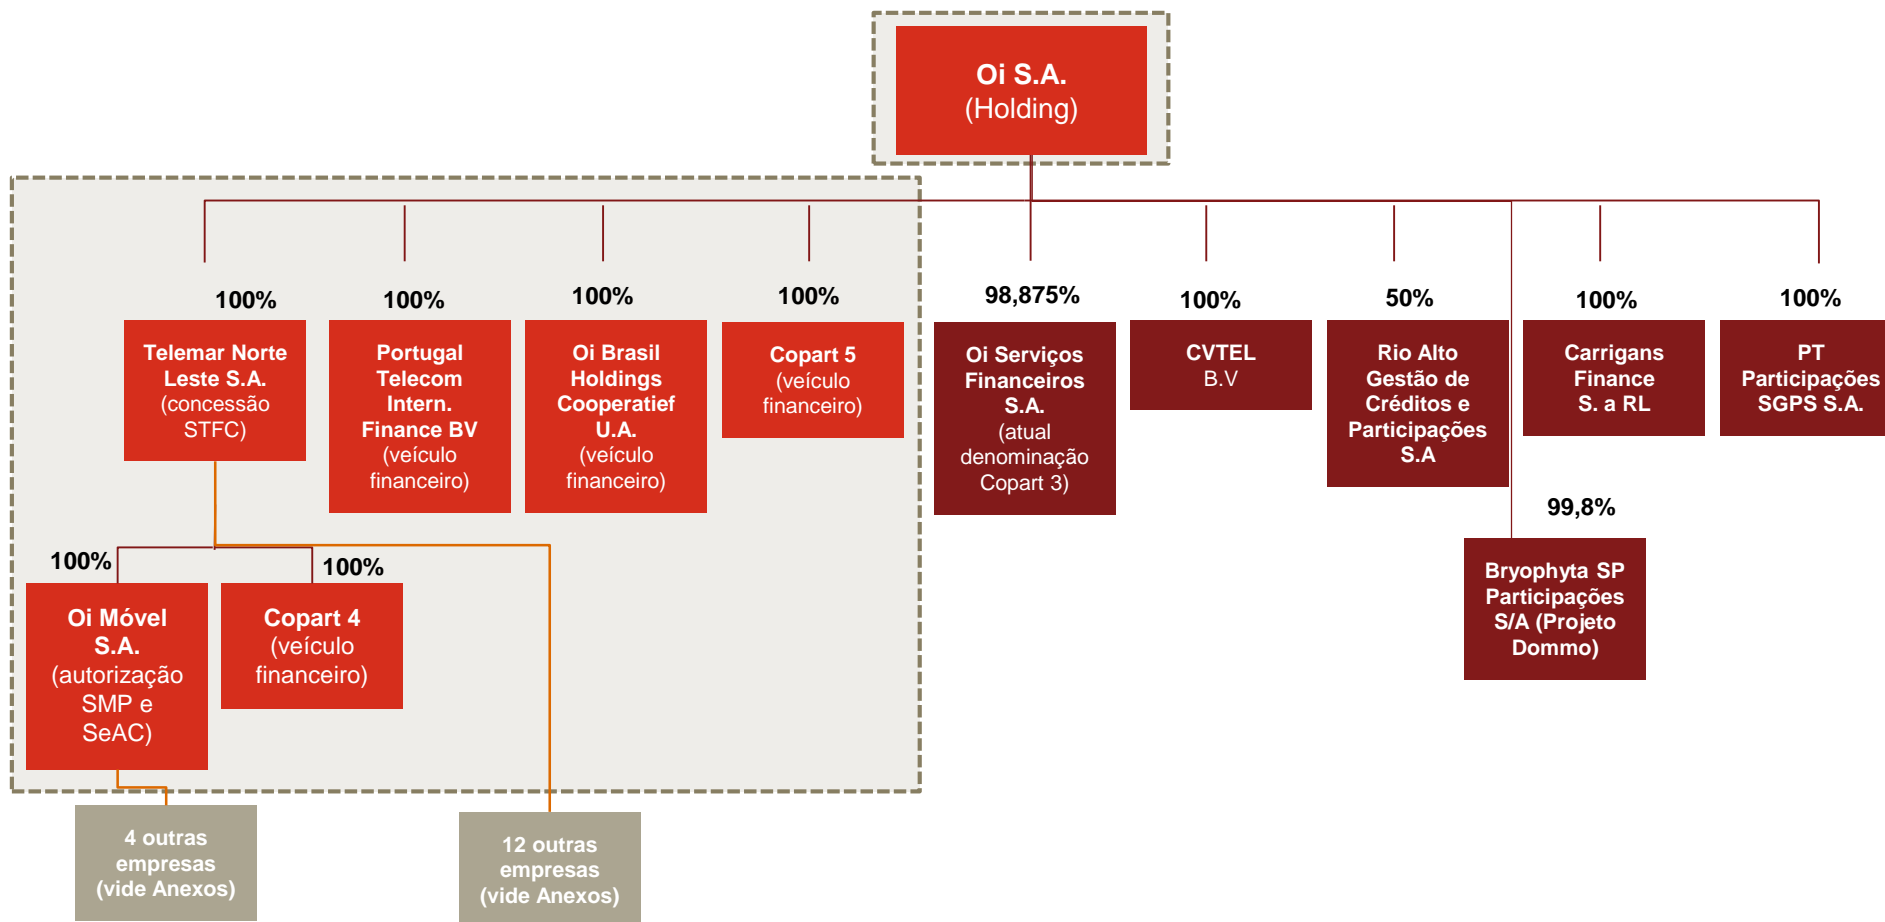 Oi S.A.
(Holding)
100%
100%
100%
100%
98,875%
100%
50%
100%
100%
Telemar Norte
Leste S.A.
(concessão
STFC)
Portugal
Telecom
Intern.
Finance BV
(veículo
financeiro)
Oi Brasil
Holdings
Cooperatief
U.A.
(veículo
financeiro)
Copart 5
(veículo
financeiro)
Oi Serviços
Financeiros
S.A.
(atual
denominação
Copart 3)
CVTEL
B.V
Rio Alto
Gestão de
Créditos e
Participações
S.A
Carrigans
Finance
S. a RL
PT
Participações
SGPS S.A.
99,8%
Bryophyta SP
Participações
S/A (Projeto
Dommo)
100%
100%
Oi Móvel
S.A.
(autorização
SMP e
SeAC)
Copart 4
(veículo
financeiro)
4 outras
empresas
(vide Anexos)
12 outras
empresas
(vide Anexos)